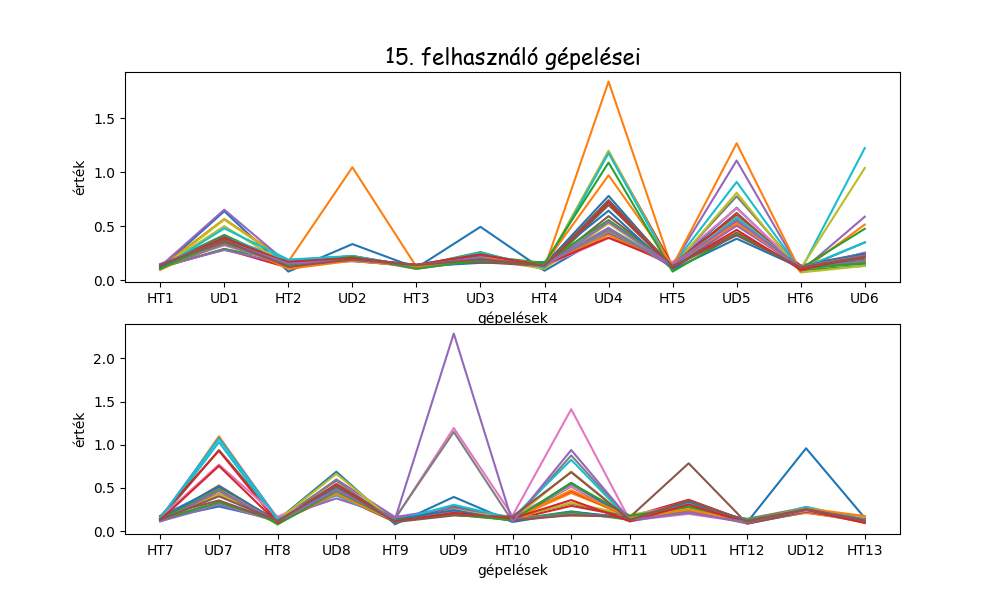 15. felhasználó gépelései
érték
1.5
1.0
0.5
0.0
HT1 UD1 HT2 UD2 HT3 UD3 HT4 UD4 HT5 UD5 HT6 UD6
gépelések
érték
2.0
1.5
1.0
0.5
0.0
HT7 UD7 HT8 UD8 HT9 UD9 HT10 UD10 HT11 UD11 HT12 UD12 HT13
gépelések